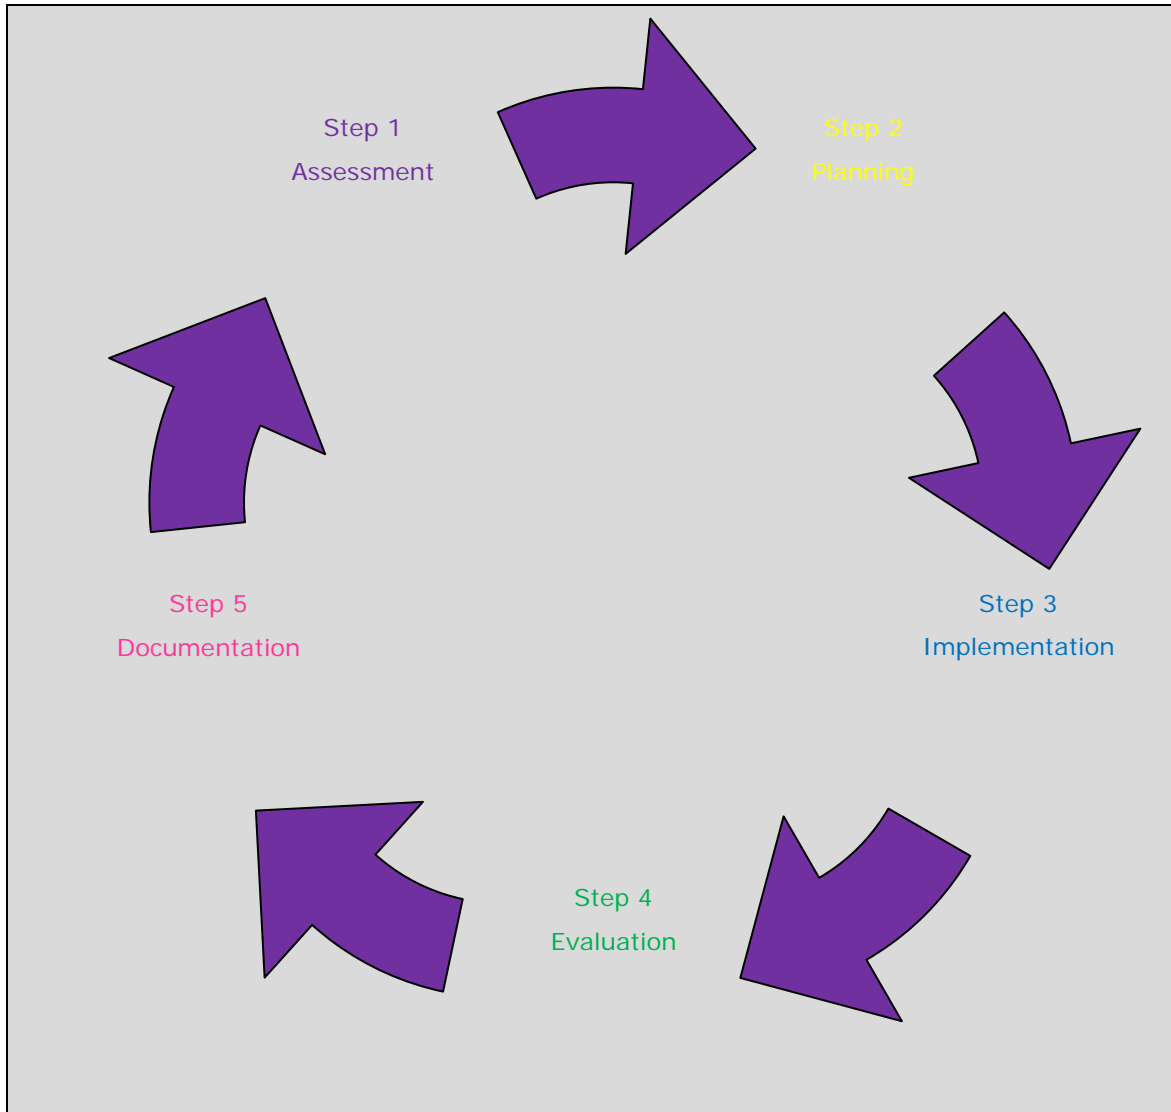 Step 1
Assessment
Step 2
Planning
Step 3
Implementation
Step 4
Evaluation
Step 5
Documentation